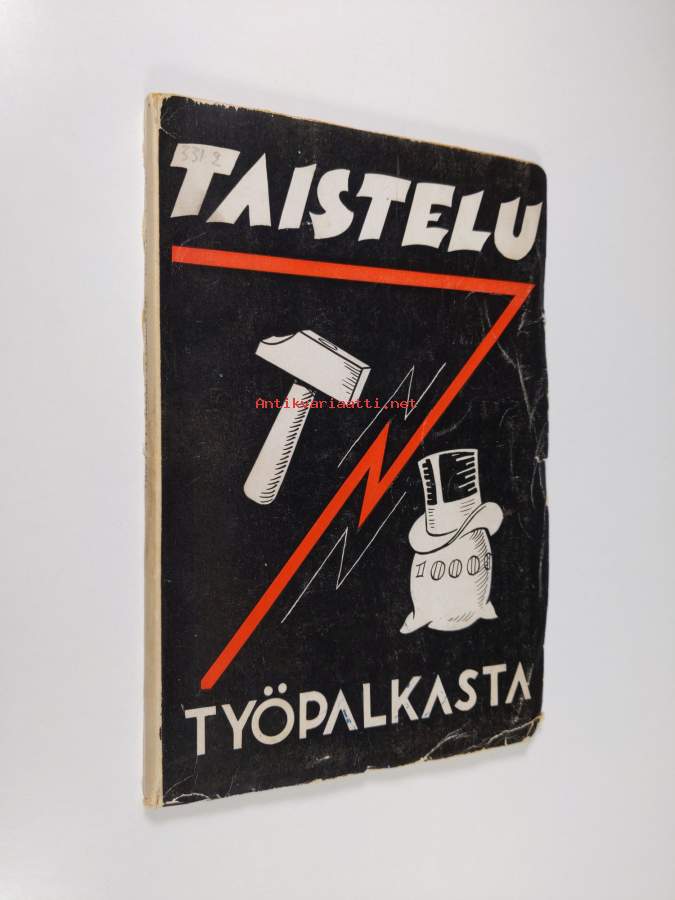 331.2
TAISTELU
Antikvariaatti.net
10000
TYÖPALKASTA